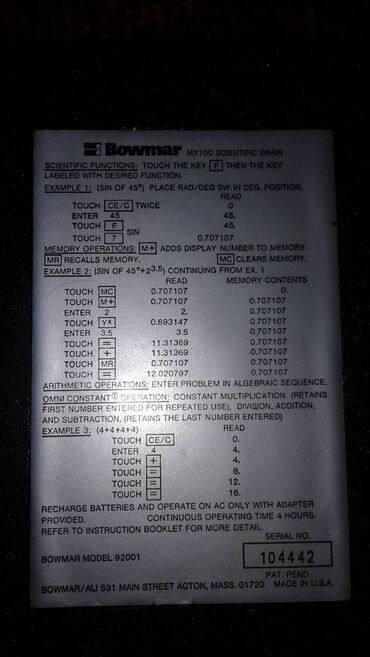 Bowmar MX100 SCIENTIFIC BRAIN
SCIENTIFIC FUNCTIONS: TOUCH THE KEY F THEN THE KEY
LABELED WITH DESIRED FUNCTION.
EXAMPLE 1: (SIN OF 45°) PLACE RAD/DEG SW. IN DEG. POSITION.
READ
TOUCH CE/C TWICE 0
ENTER 45 45.
TOUCH F 45.
TOUCH 7 SIN 0.707107.
MEMORY OPERATIONS: M+ ADDS DISPLAY NUMBER TO MEMORY.
MR RECALLS MEMORY. MC CLEARS MEMORY.
EXAMPLE 2: (SIN OF 45°+2^3.5) CONTINUING FROM EX. 1
READ MEMORY CONTENTS
TOUCH MC 0.707107 0.
TOUCH M+ 0.707107 0.707107
ENTER 2 2. 0.707107
TOUCH Yx 0.693147 0.707107
ENTER 3.5 3.5 0.707107
TOUCH = 11.31369 0.707107
TOUCH + 11.31369 0.707107
TOUCH MR 0.707107 0.707107
TOUCH = 12.020797 0.707107
ARITHMETIC OPERATIONS: ENTER PROBLEM IN ALGEBRAIC SEQUENCE.
OMNI CONSTANT® OPERATION: CONSTANT MULTIPLICATION. (RETAINS
FIRST NUMBER ENTERED FOR REPEATED USE). DIVISION, ADDITION,
AND SUBTRACTION, (RETAINS THE LAST NUMBER ENTERED)
EXAMPLE 3: (4+4+4+4) READ
TOUCH CE/C 0.
ENTER 4 4.
TOUCH + 4.
TOUCH = 8.
TOUCH = 12.
TOUCH = 16.
RECHARGE BATTERIES AND OPERATE ON AC ONLY WITH ADAPTER
PROVIDED. CONTINUOUS OPERATING TIME 4 HOURS.
REFER TO INSTRUCTION BOOKLET FOR MORE DETAIL.
SERIAL NO.
BOWMAR MODEL 92001 104442
PAT. PEND
BOWMAR/ALI 531 MAIN STREET ACTON, MASS. 01720 MADE IN U.S.A.